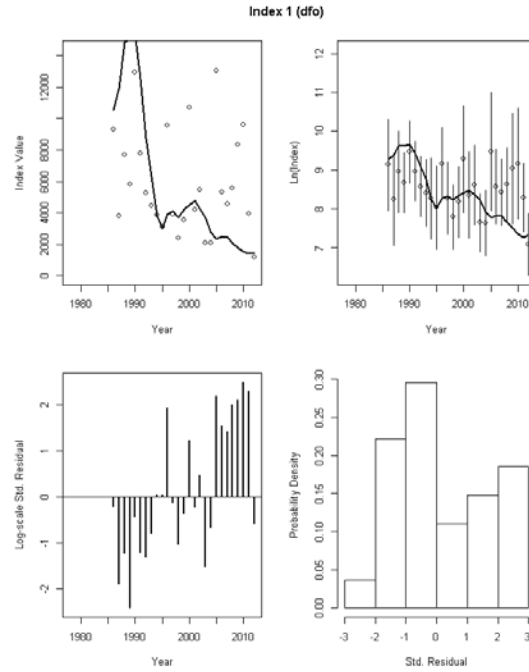 Index 1 (dfo)
Index Value
0 2000 4000 6000 8000 12000
1980 1990 2000 2010
Year
Ln(Index)
7 8 9 10 11 12
1980 1990 2000 2010
Year
Log-scale Std. Residual
-2 -1 0 1 2
1980 1990 2000 2010
Year
Probability Density
0.00 0.05 0.10 0.15 0.20 0.25 0.30
-3 -2 -1 0 1 2 3
Std. Residual